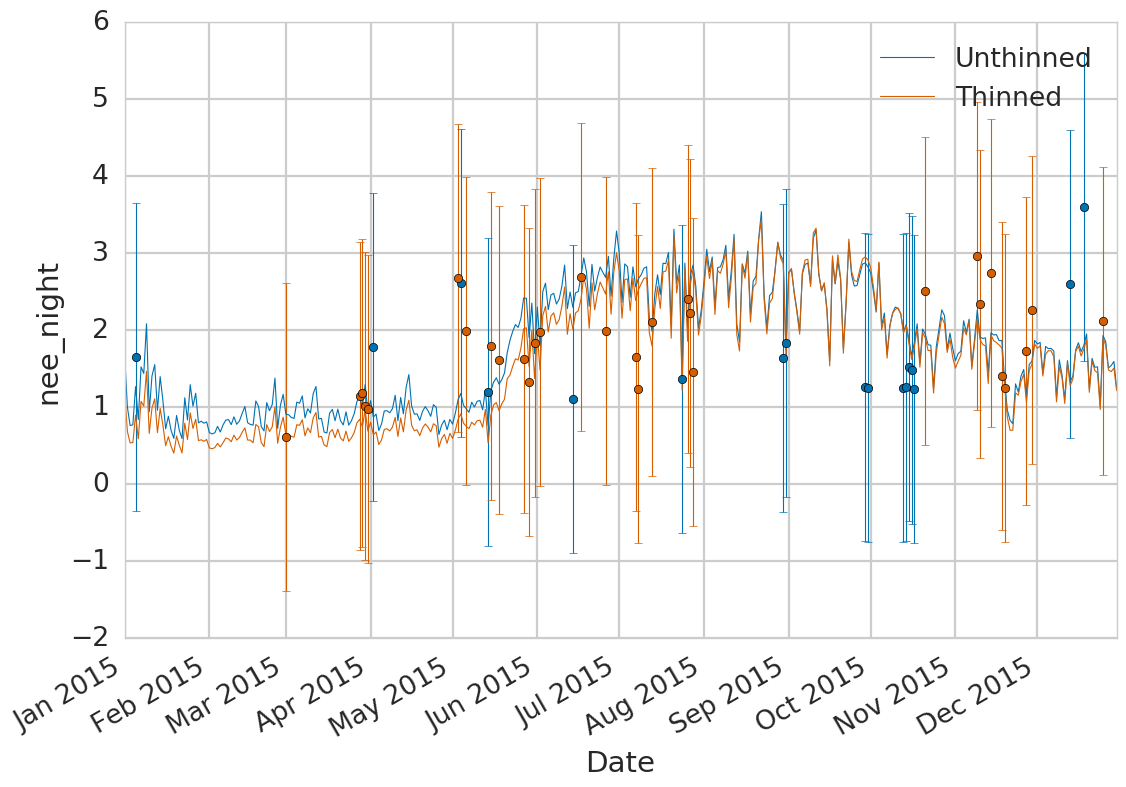 6
5
4
3
2
1
0
−1
−2
nee_night
Unthinned
Thinned
Jan 2015
Feb 2015
Mar 2015
Apr 2015
May 2015
Jun 2015
Jul 2015
Aug 2015
Sep 2015
Oct 2015
Nov 2015
Dec 2015
Date